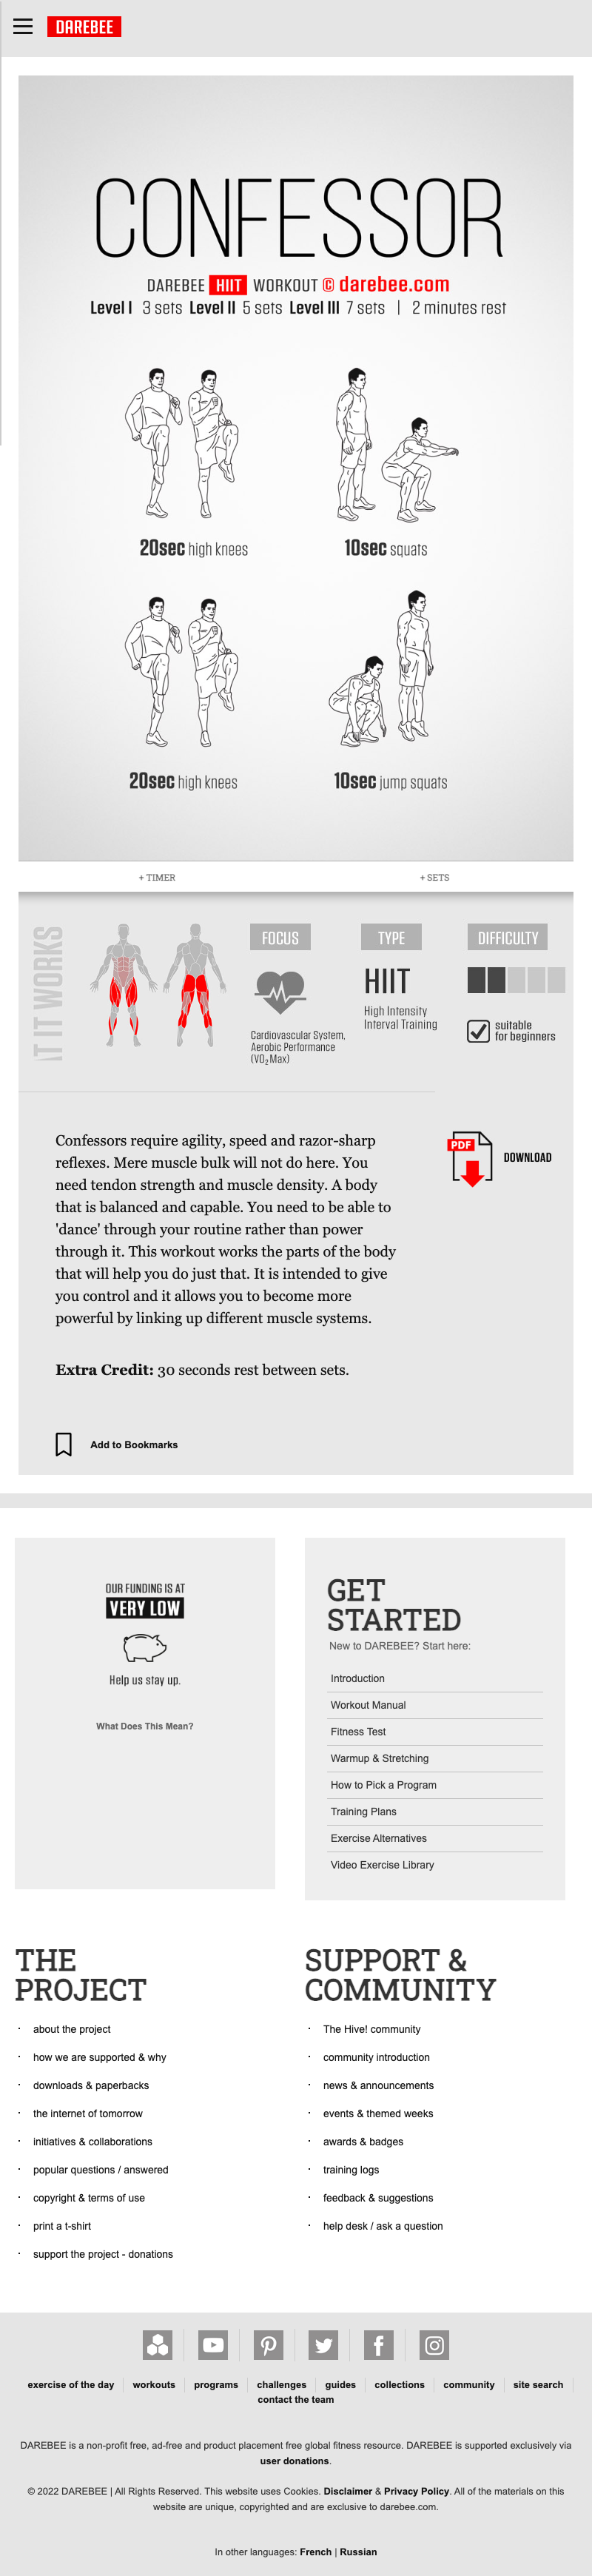 DAREBEE
CONFESSOR
DAREBEE HIIT WORKOUT © darebee.com
Level I 3 sets Level II 5 sets Level III 7 sets | 2 minutes rest
20sec high knees
10sec squats
20sec high knees
10sec jump squats
+ TIMER
+ SETS
T IT WORKS
FOCUS
Cardiovascular System,
Aerobic Performance
(VO₂ Max)
TYPE
HIIT
High Intensity
Interval Training
DIFFICULTY
suitable
for beginners
Confessors require agility, speed and razor-sharp
reflexes. Mere muscle bulk will not do here. You
need tendon strength and muscle density. A body
that is balanced and capable. You need to be able to
'dance' through your routine rather than power
through it. This workout works the parts of the body
that will help you do just that. It is intended to give
you control and it allows you to become more
powerful by linking up different muscle systems.
Extra Credit: 30 seconds rest between sets.
PDF
DOWNLOAD
Add to Bookmarks
OUR FUNDING IS AT
VERY LOW
Help us stay up.
What Does This Mean?
GET
STARTED
New to DAREBEE? Start here:
Introduction
Workout Manual
Fitness Test
Warmup & Stretching
How to Pick a Program
Training Plans
Exercise Alternatives
Video Exercise Library
THE
PROJECT
· about the project
· how we are supported & why
· downloads & paperbacks
· the internet of tomorrow
· initiatives & collaborations
· popular questions / answered
· copyright & terms of use
· print a t-shirt
· support the project - donations
SUPPORT &
COMMUNITY
· The Hive! community
· community introduction
· news & announcements
· events & themed weeks
· awards & badges
· training logs
· feedback & suggestions
· help desk / ask a question
exercise of the day workouts programs challenges guides collections community site search
contact the team
DAREBEE is a non-profit free, ad-free and product placement free global fitness resource. DAREBEE is supported exclusively via
user donations.
© 2022 DAREBEE | All Rights Reserved. This website uses Cookies. Disclaimer & Privacy Policy. All of the materials on this
website are unique, copyrighted and are exclusive to darebee.com.
In other languages: French | Russian